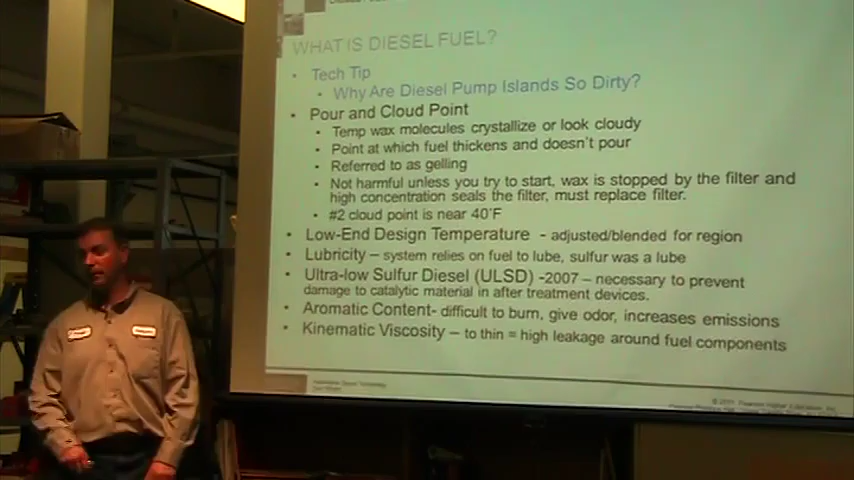 WHAT IS DIESEL FUEL?
• Tech Tip
• Why Are Diesel Pump Islands So Dirty?
• Pour and Cloud Point
• Temp wax molecules crystallize or look cloudy
• Point at which fuel thickens and doesn't pour
• Referred to as gelling
• Not harmful unless you try to start, wax is stopped by the filter and
high concentration seals the filter, must replace filter.
• #2 cloud point is near 40°F
• Low-End Design Temperature - adjusted/blended for region
• Lubricity – system relies on fuel to lube, sulfur was a lube
• Ultra-low Sulfur Diesel (ULSD) -2007 – necessary to prevent
damage to catalytic material in after treatment devices.
• Aromatic Content- difficult to burn, give odor, increases emissions
• Kinematic Viscosity – to thin = high leakage around fuel components